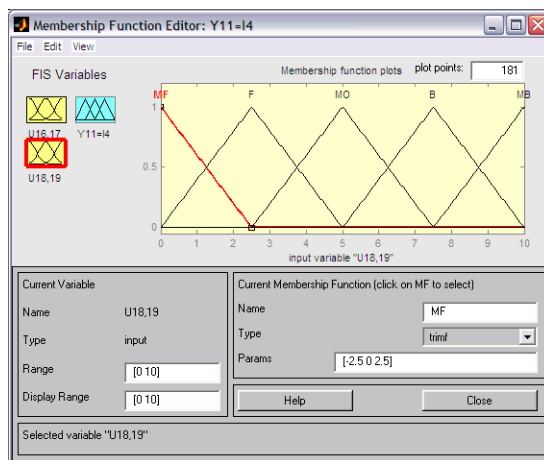 Membership Function Editor: Y11=I4
File Edit View
FIS Variables
Membership function plots
plot points:
181
U16,17
Y11=I4
U18,19
MF
F
MO
B
MB
1
0.5
0
0 1 2 3 4 5 6 7 8 9 10
input variable "U18,19"
Current Variable
Name
U18,19
Type
input
Range
[0 10]
Display Range
[0 10]
Current Membership Function (click on MF to select)
Name
MF
Type
trimf
Params
[-2.5 0 2.5]
Help
Close
Selected variable "U18,19"